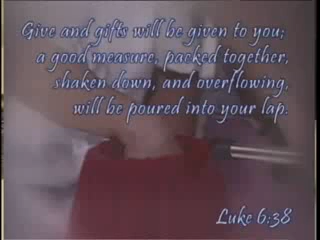 Give and gifts will be given to you;
a good measure, packed together,
shaken down, and overflowing,
will be poured into your lap.
Luke 6:38